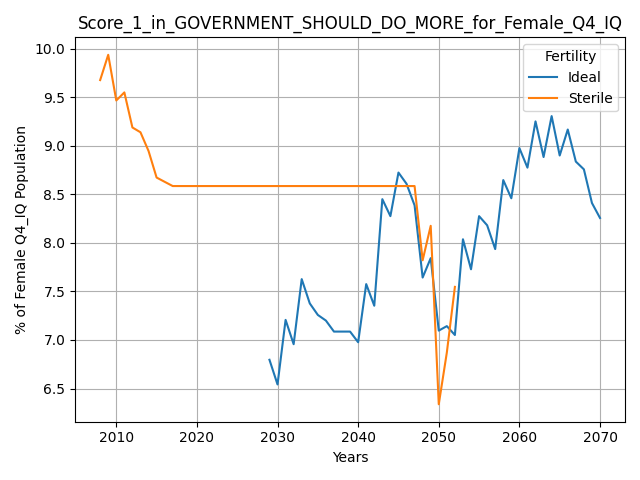 Score_1_in_GOVERNMENT_SHOULD_DO_MORE_for_Female_Q4_IQ
Fertility
Ideal
Sterile
% of Female Q4_IQ Population
10.0
9.5
9.0
8.5
8.0
7.5
7.0
6.5
2010 2020 2030 2040 2050 2060 2070
Years